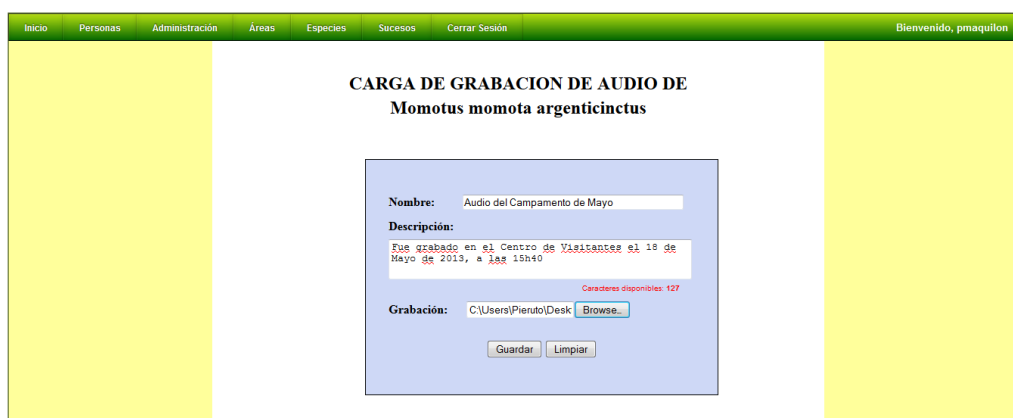 Inicio Personas Administración Áreas Especies Sucesos Cerrar Sesión Bienvenido, pmaquilon
CARGA DE GRABACION DE AUDIO DE
Momotus momota argenticinctus
Nombre: Audio del Campamento de Mayo
Descripción:
Fue grabado en el Centro de Visitantes el 18 de
Mayo de 2013, a las 15h40
Caracteres disponibles: 127
Grabación: C:\Users\Pieruto\Desk Browse..
Guardar Limpiar